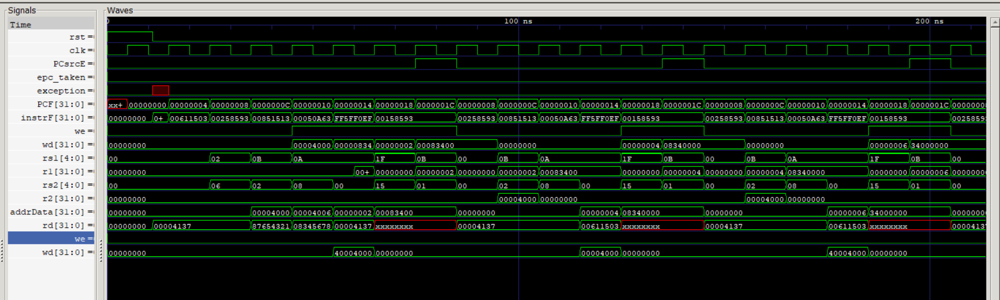 Signals Waves
Time 0 100 ns 200 ns
rst =
clk =
PCsrcE =
epc_taken =
exception =
PCF[31:0] = xx+ 00000000 00000004 00000008 0000000C 00000010 00000014 00000018 0000001C 00000008 0000000C 00000010 00000014 00000018 0000001C 00000008 0000000C 00000010 00000014 00000018 0000001C 00000008
instrF[31:0] = 00000000 0+ 00611503 00258593 00851513 00050A63 FF5FF0EF 00158593 00258593 00851513 00050A63 FF5FF0EF 00158593 00258593 00851513 00050A63 FF5FF0EF 00158593 0025859
we =
wd[31:0] = 00000000 00004000 00000834 00000002 00083400 00000000 00000004 08340000 00000000 00000006 34000000
rs1[4:0] = 00 02 0B 0A 1F 0B 00 0B 0A 1F 0B 00 0B 0A 1F 0B 00
r1[31:0] = 00000000 00+ 00000000 00000002 00000000 00000002 00083400 00000000 00000004 00000000 00000004 08340000 00000000 00000006 0000000
rs2[4:0] = 00 06 02 08 00 15 01 00 02 08 00 15 01 00 02 08 00 15 01 00
r2[31:0] = 00000000 00004000 00000000 00004000 00000000
addrData[31:0] = 00000000 00004000 00004006 00000002 00083400 00000000 00000004 08340000 00000000 00000006 34000000 0000000
rd[31:0] = 00000000 00004137 87654321 08345678 00004137 xxxxxxxx 00004137 00611503 xxxxxxxx 00004137 00611503 xxxxxxxx 0000413
we =
wd[31:0] = 00000000 40004000 00000000 00004000 00000000 40004000 00000000